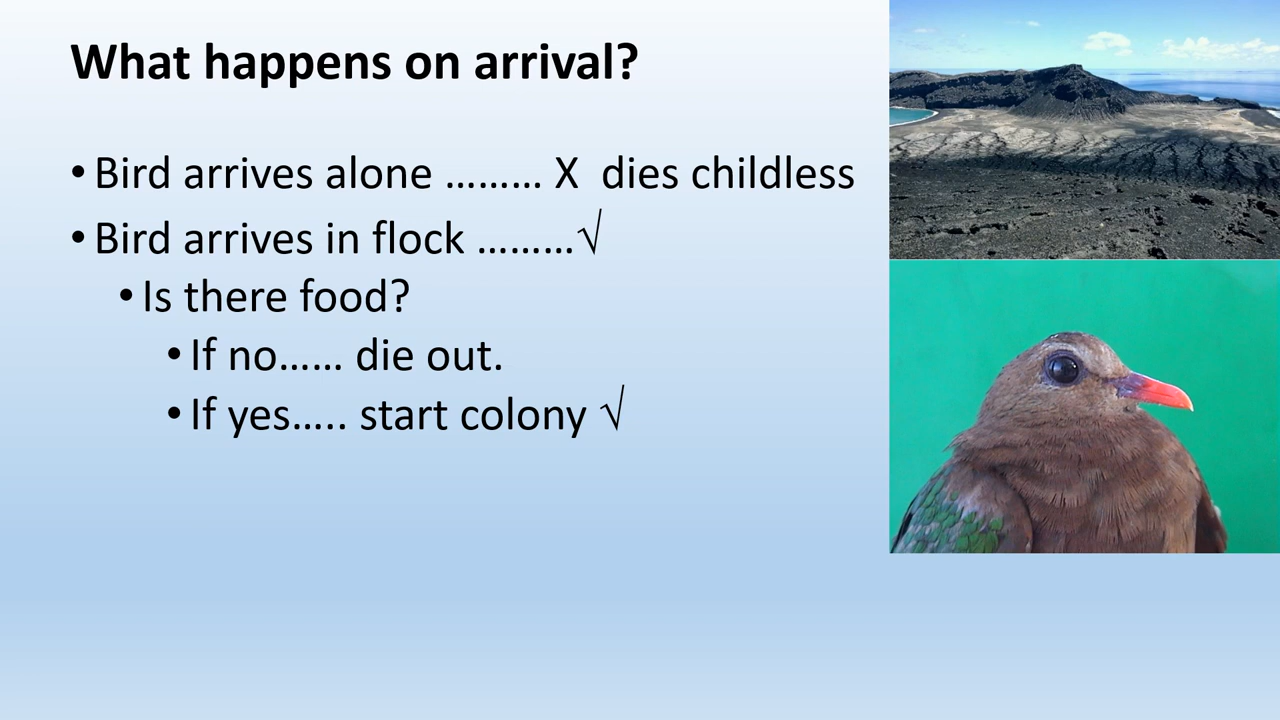 What happens on arrival?
• Bird arrives alone ……… X  dies childless
• Bird arrives in flock ………√
• Is there food?
• If no…… die out.
• If yes….. start colony √